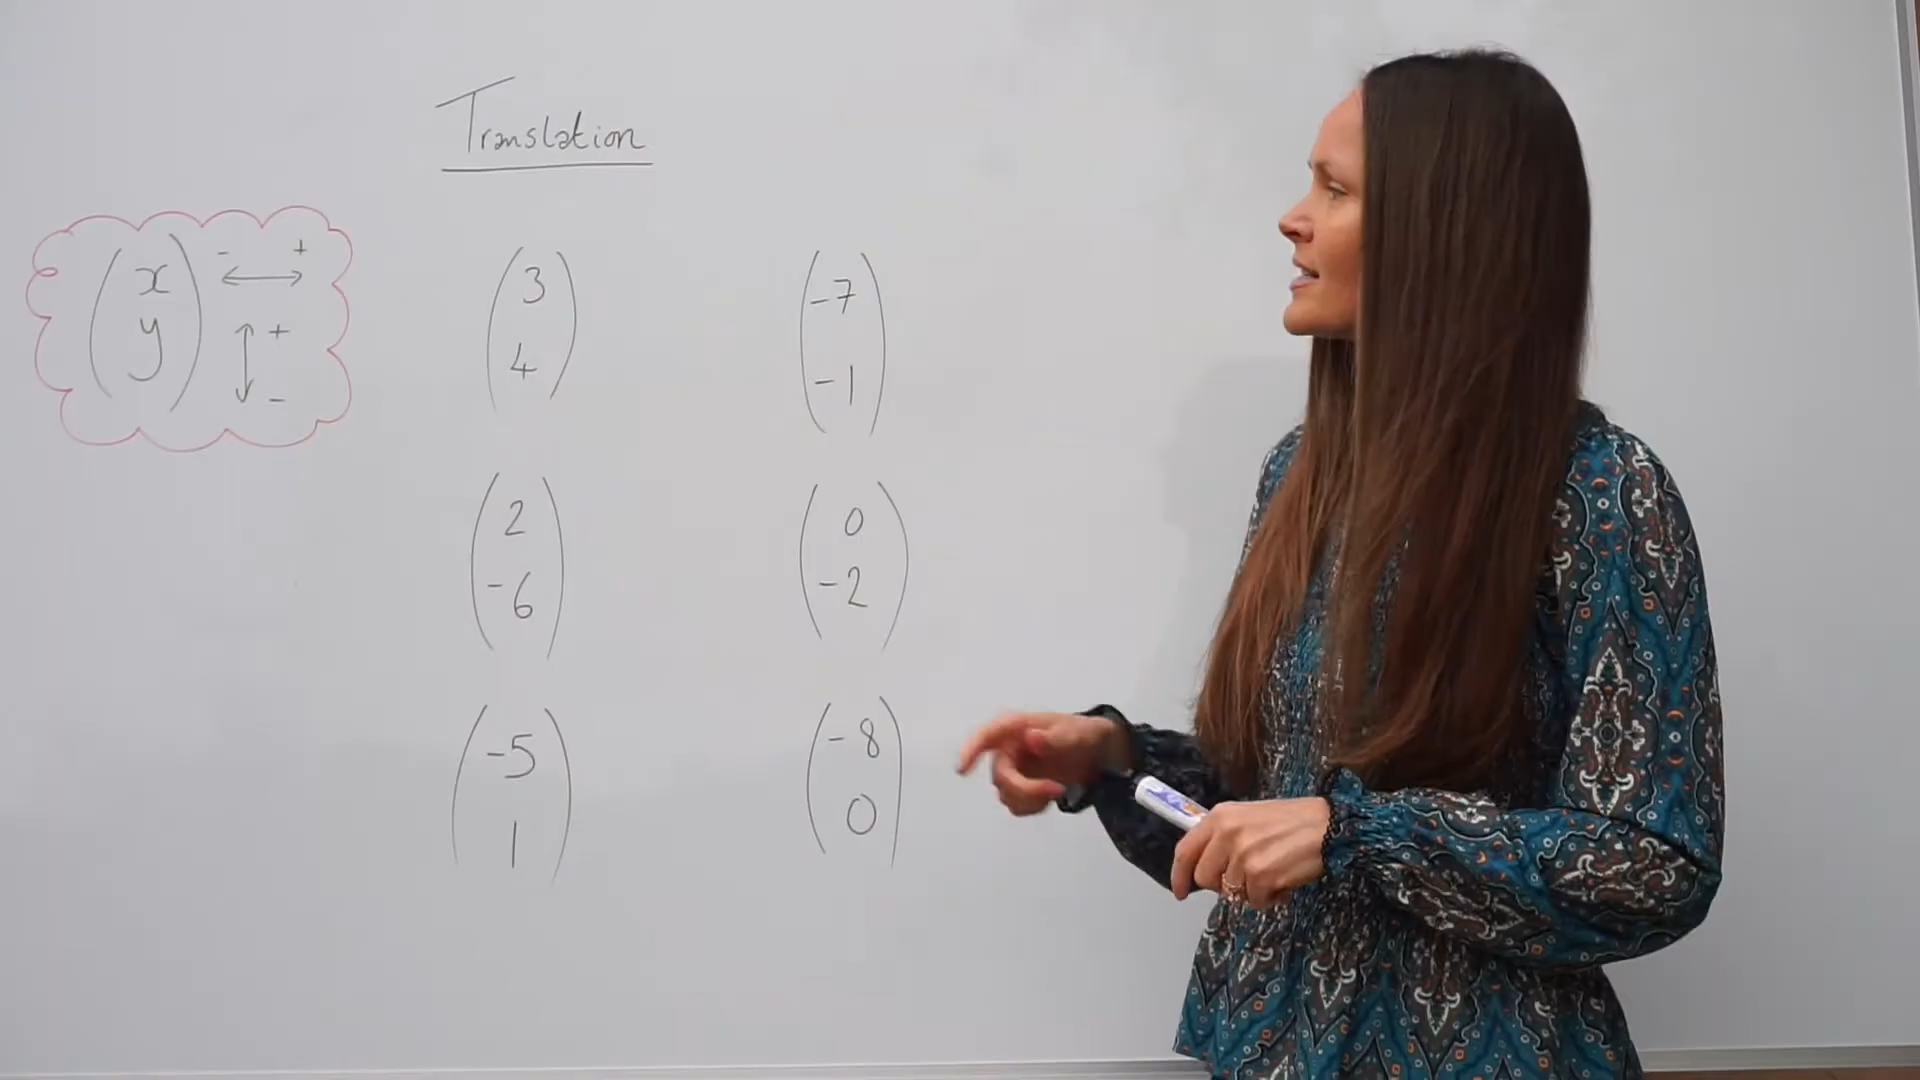 Translation
x - +
y + -
3 -7
4 -1
2 0
-6 -2
-5 -8
1 0